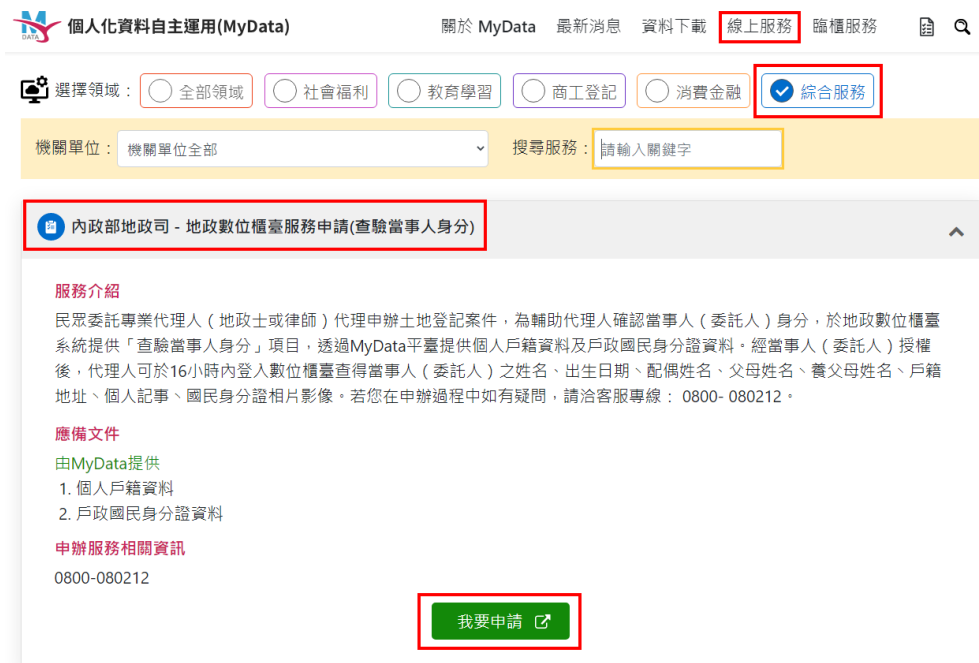 MY DATA 個人化資料自主運用(MyData) 關於 MyData 最新消息 資料下載 線上服務 臨櫃服務
選擇領域： 全部領域 社會福利 教育學習 商工登記 消費金融 綜合服務
機關單位： 機關單位全部 搜尋服務： 請輸入關鍵字
內政部地政司 - 地政數位櫃臺服務申請(查驗當事人身分)
服務介紹
民眾委託專業代理人（地政士或律師）代理申辦土地登記案件，為輔助代理人確認當事人（委託人）身分，於地政數位櫃臺
系統提供「查驗當事人身分」項目，透過MyData平臺提供個人戶籍資料及戶政國民身分證資料。經當事人（委託人）授權
後，代理人可於16小時內登入數位櫃臺查得當事人（委託人）之姓名、出生日期、配偶姓名、父母姓名、養父母姓名、戶籍
地址、個人記事、國民身分證相片影像。若您在申辦過程中如有疑問，請洽客服專線： 0800- 080212。
應備文件
由MyData提供
1. 個人戶籍資料
2. 戶政國民身分證資料
申辦服務相關資訊
0800-080212
我要申請